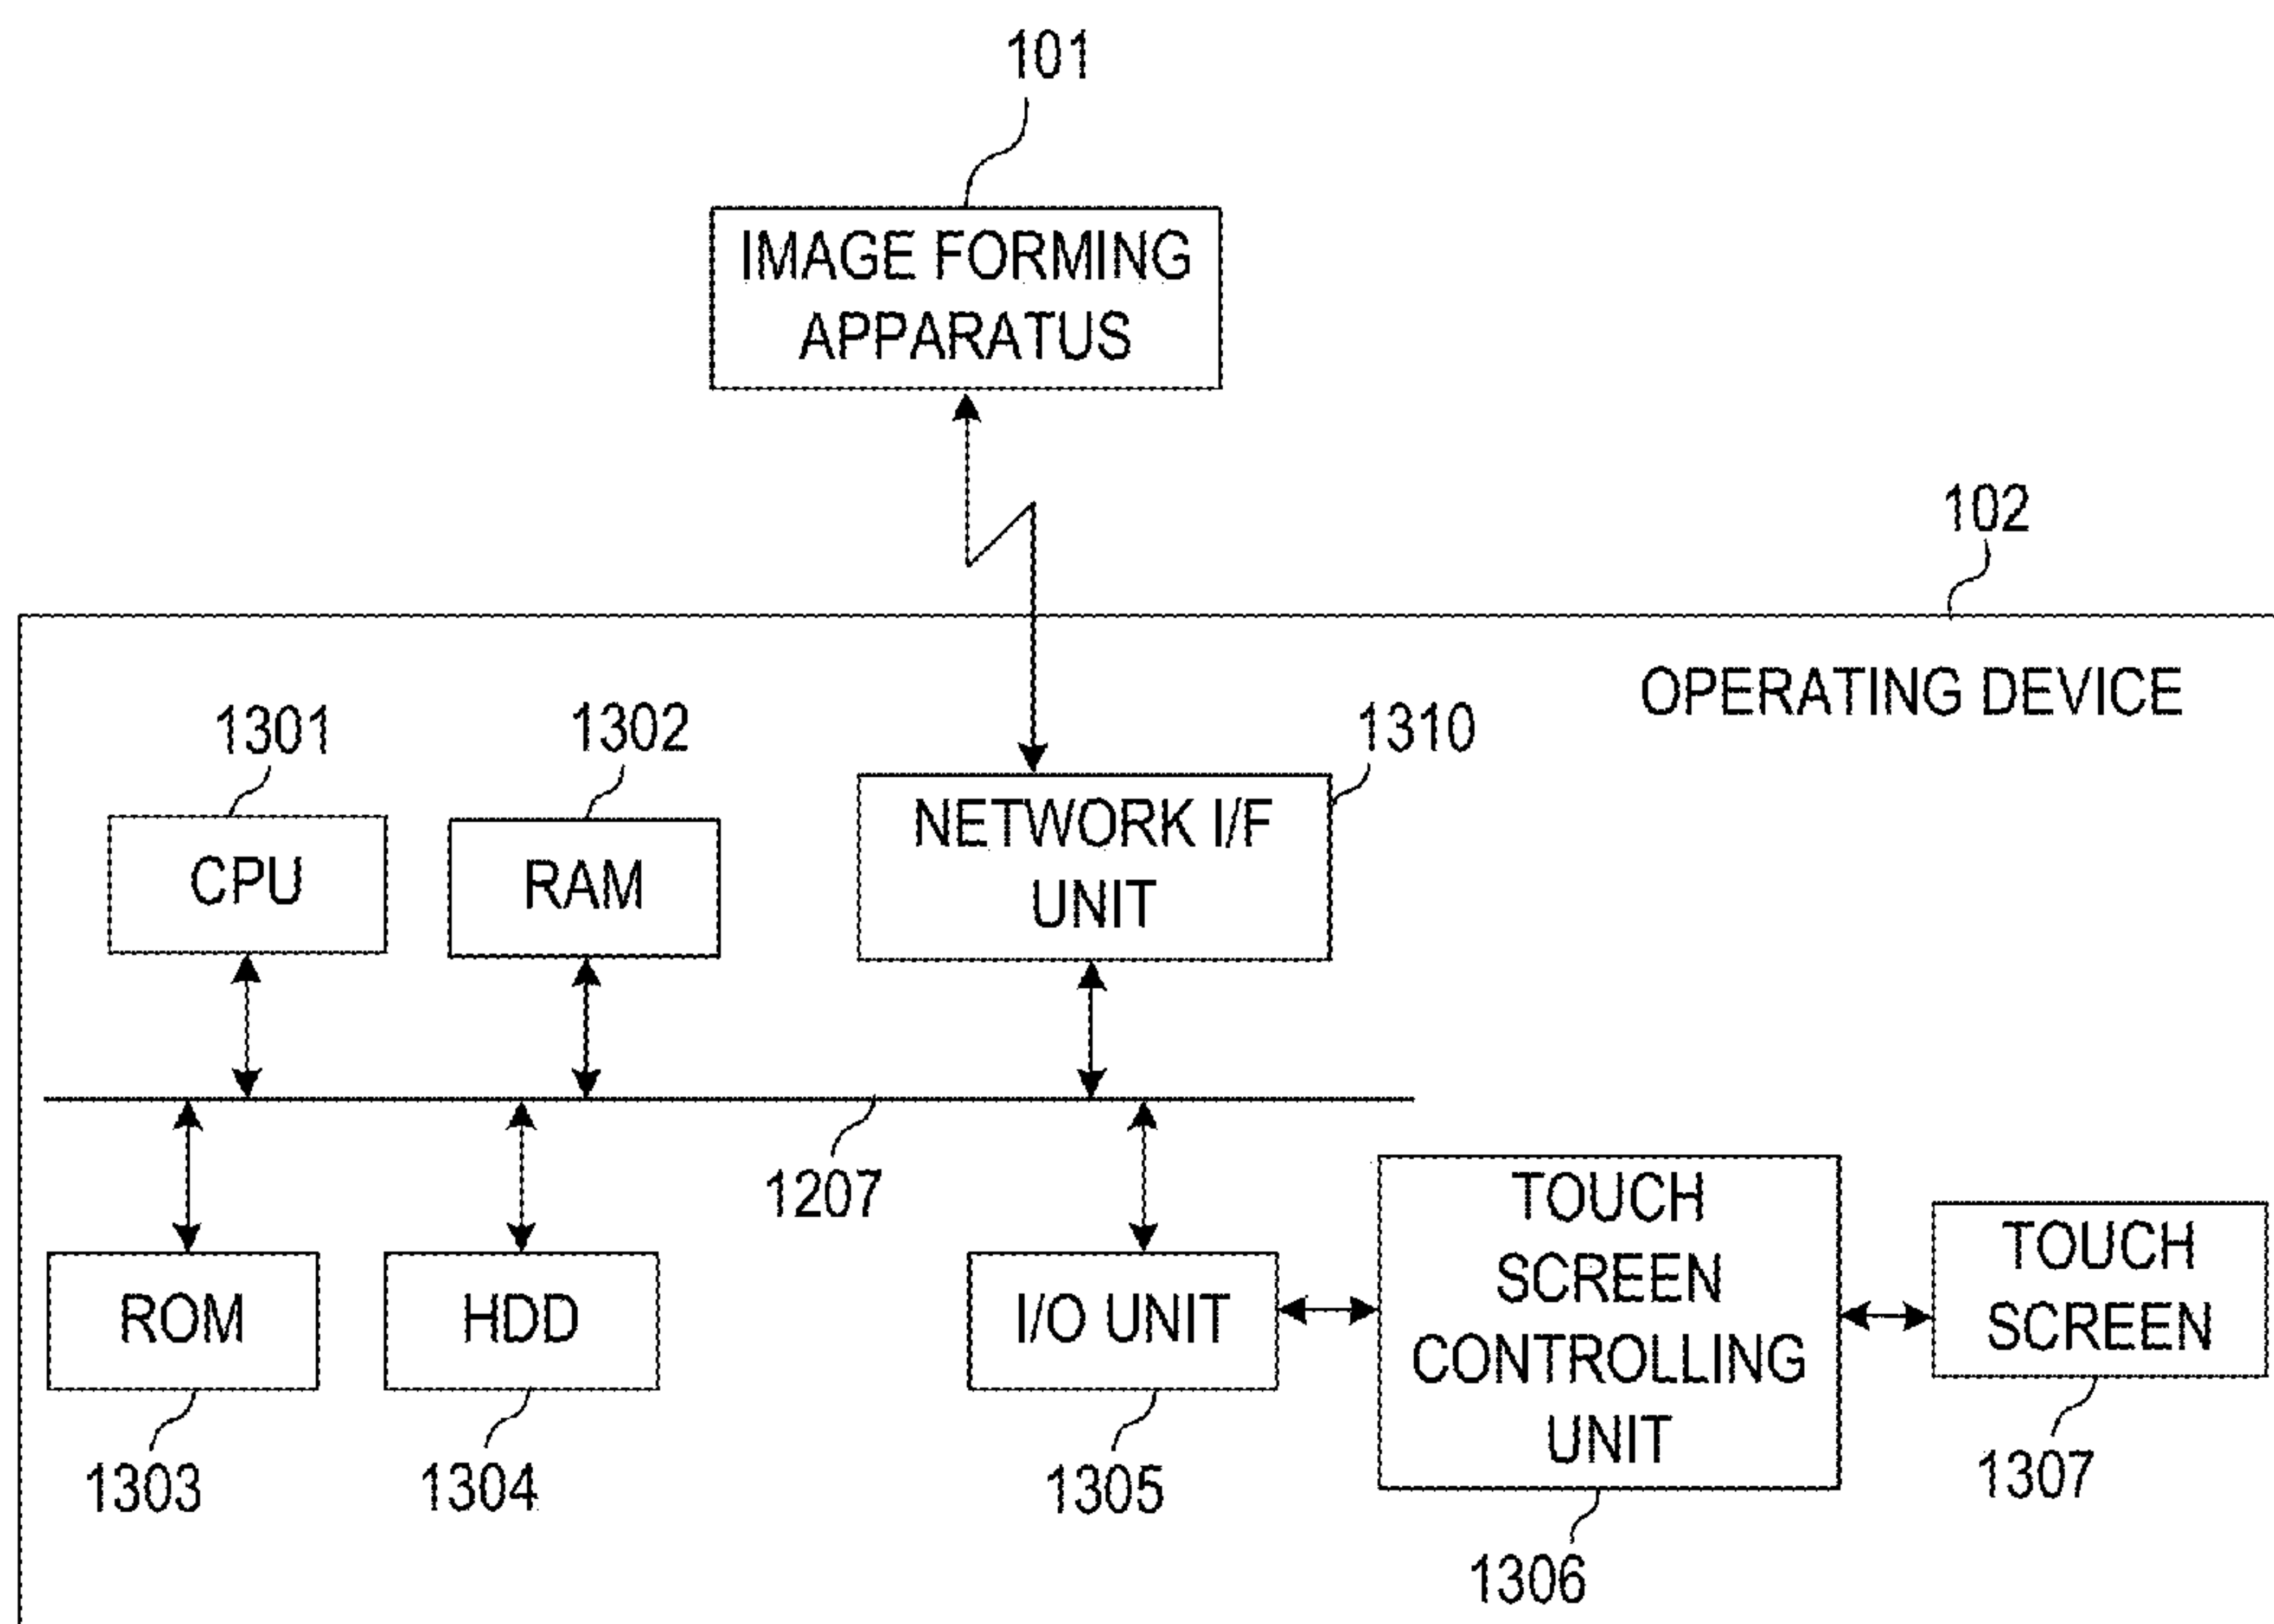 101
IMAGE FORMING
APPARATUS
102
OPERATING DEVICE
1301
1302
1310
CPU
RAM
NETWORK I/F
UNIT
1207
ROM
HDD
I/O UNIT
TOUCH
SCREEN
CONTROLLING
UNIT
TOUCH
SCREEN
1303
1304
1305
1306
1307